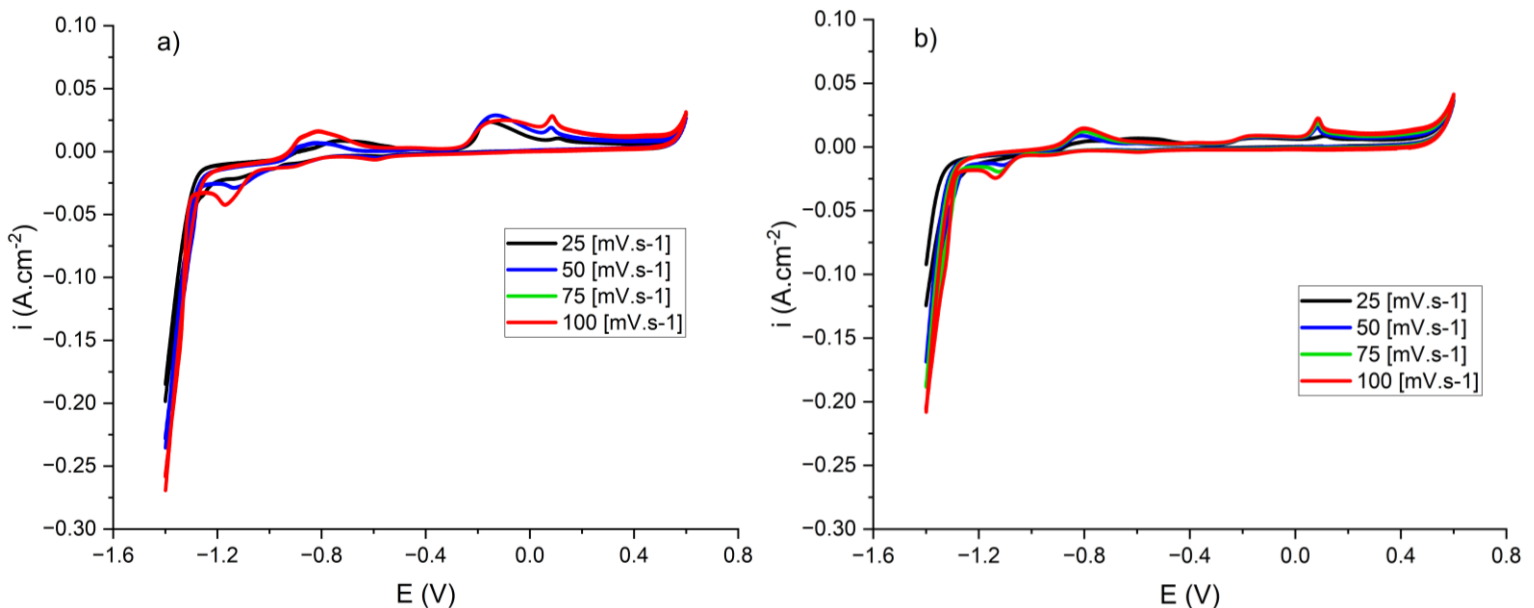 a)
0.10
0.05
0.00
−0.05
−0.10
−0.15
−0.20
−0.25
−0.30
i (A.cm⁻²)
25 [mV.s-1]
50 [mV.s-1]
75 [mV.s-1]
100 [mV.s-1]
−1.6 −1.2 −0.8 −0.4 0.0 0.4 0.8
E (V)
b)
0.10
0.05
0.00
−0.05
−0.10
−0.15
−0.20
−0.25
−0.30
i (A.cm⁻²)
25 [mV.s-1]
50 [mV.s-1]
75 [mV.s-1]
100 [mV.s-1]
−1.6 −1.2 −0.8 −0.4 0.0 0.4 0.8
E (V)